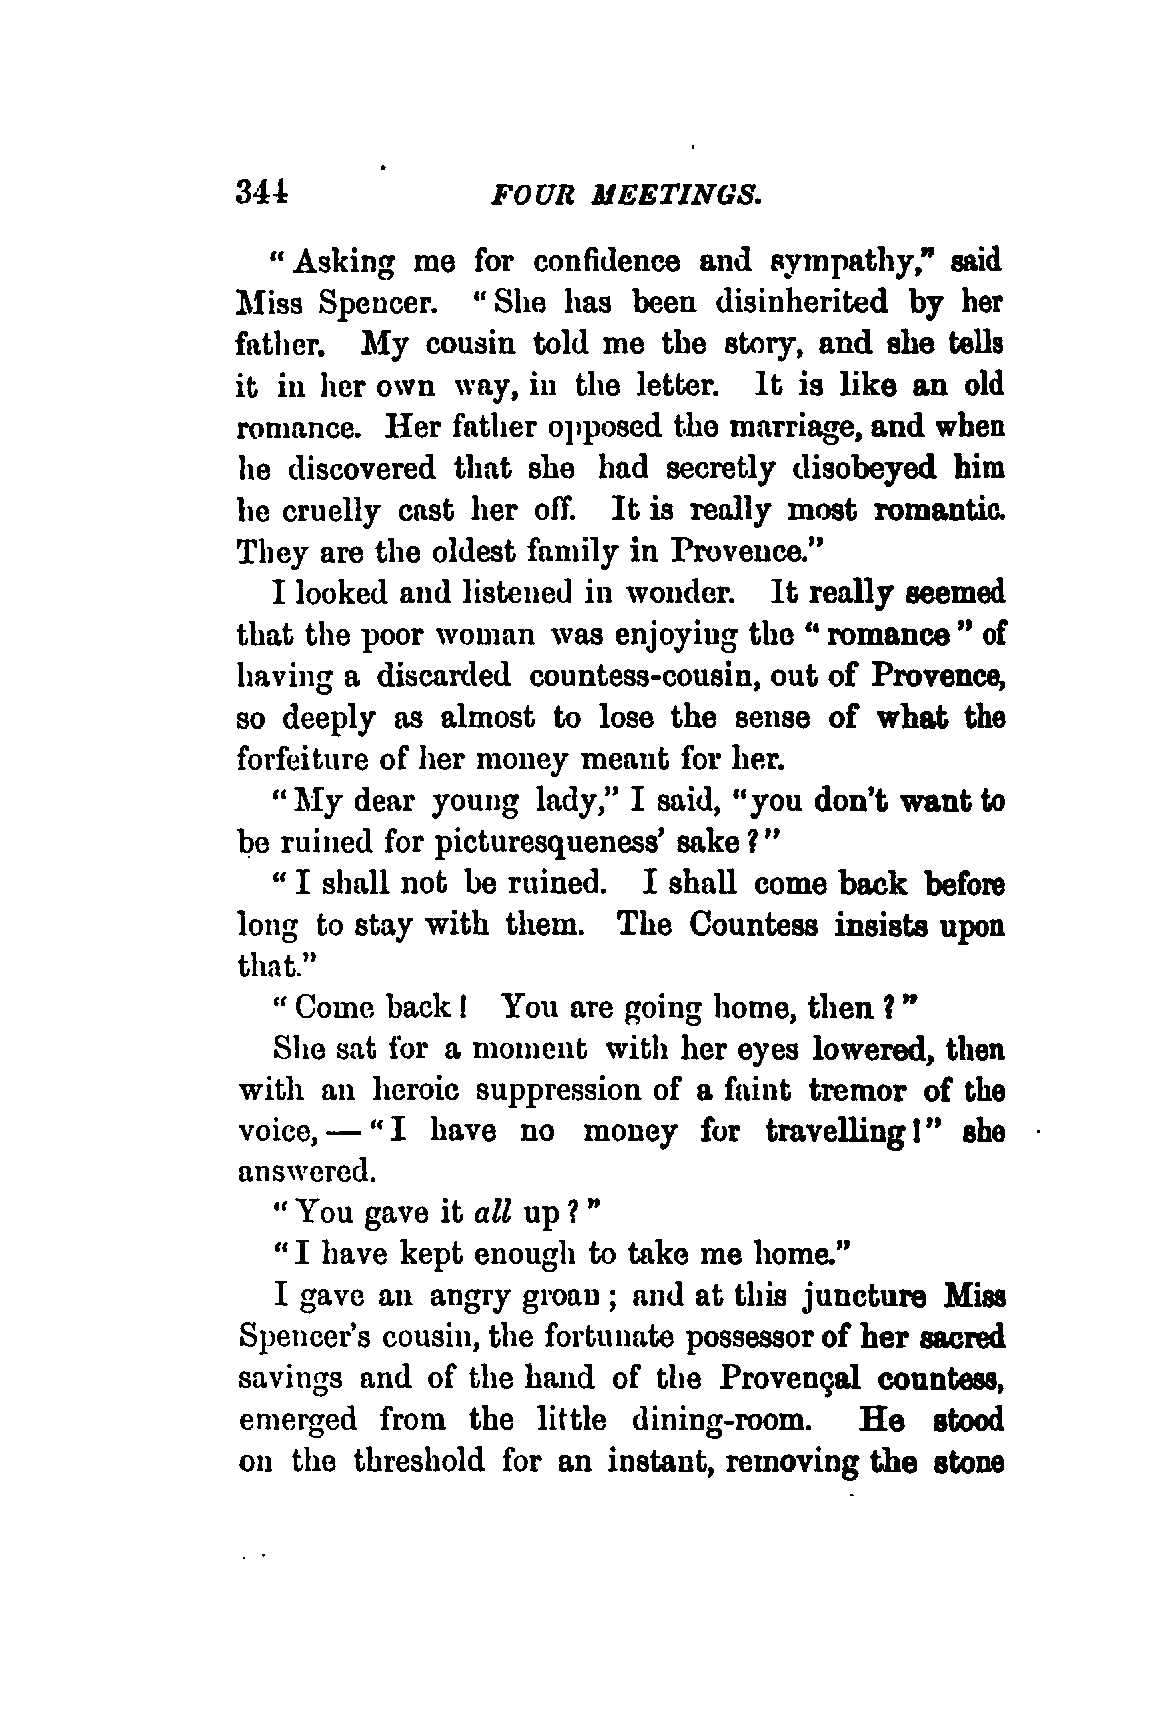 344 FOUR MEETINGS.
"Asking me for confidence and sympathy," said
Miss Spencer. "She has been disinherited by her
father. My cousin told me the story, and she tells
it in her own way, in the letter. It is like an old
romance. Her father opposed the marriage, and when
he discovered that she had secretly disobeyed him
he cruelly cast her off. It is really most romantic.
They are the oldest family in Provence."
I looked and listened in wonder. It really seemed
that the poor woman was enjoying the "romance" of
having a discarded countess-cousin, out of Provence,
so deeply as almost to lose the sense of what the
forfeiture of her money meant for her.
"My dear young lady," I said, "you don't want to
be ruined for picturesqueness' sake?"
"I shall not be ruined. I shall come back before
long to stay with them. The Countess insists upon
that."
"Come back! You are going home, then?"
She sat for a moment with her eyes lowered, then
with an heroic suppression of a faint tremor of the
voice,—"I have no money for travelling!" she
answered.
"You gave it all up?"
"I have kept enough to take me home."
I gave an angry groan; and at this juncture Miss
Spencer's cousin, the fortunate possessor of her sacred
savings and of the hand of the Provençal countess,
emerged from the little dining-room. He stood
on the threshold for an instant, removing the stone